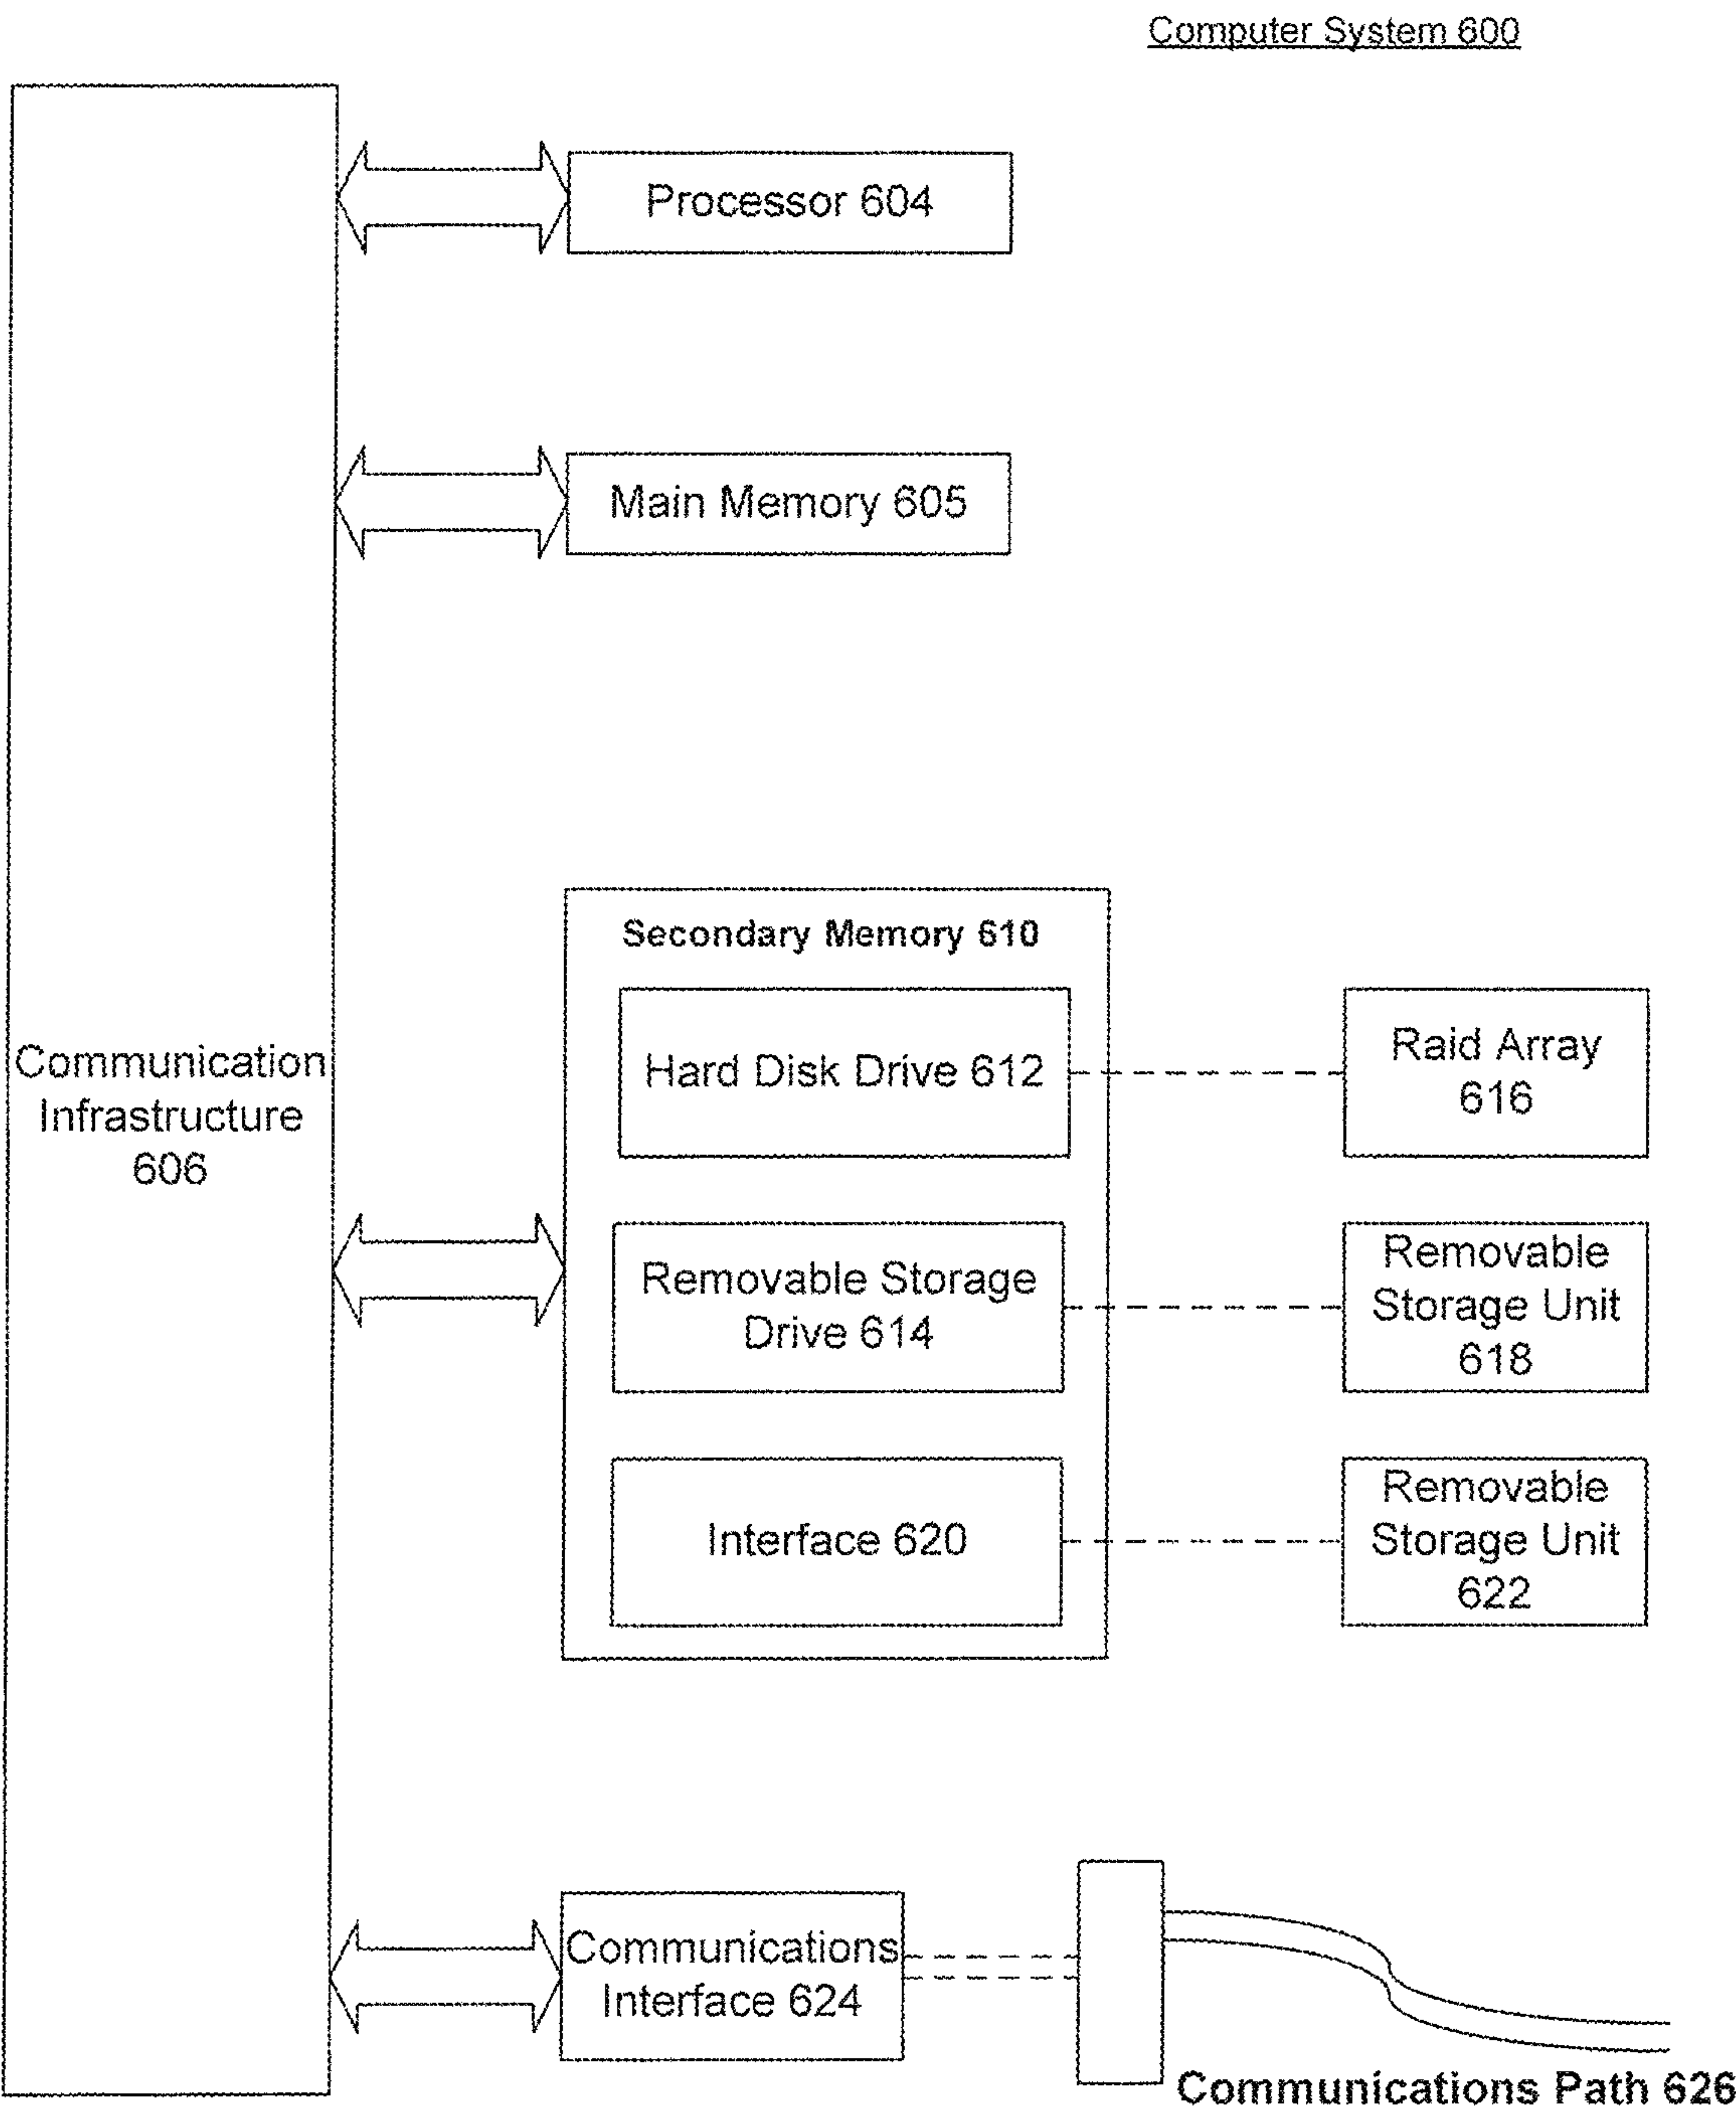 Computer System 600
Processor 604
Main Memory 605
Communication
Infrastructure
606
Secondary Memory 610
Hard Disk Drive 612
Raid Array
616
Removable Storage
Drive 614
Removable
Storage Unit
618
Interface 620
Removable
Storage Unit
622
Communications
Interface 624
Communications Path 626